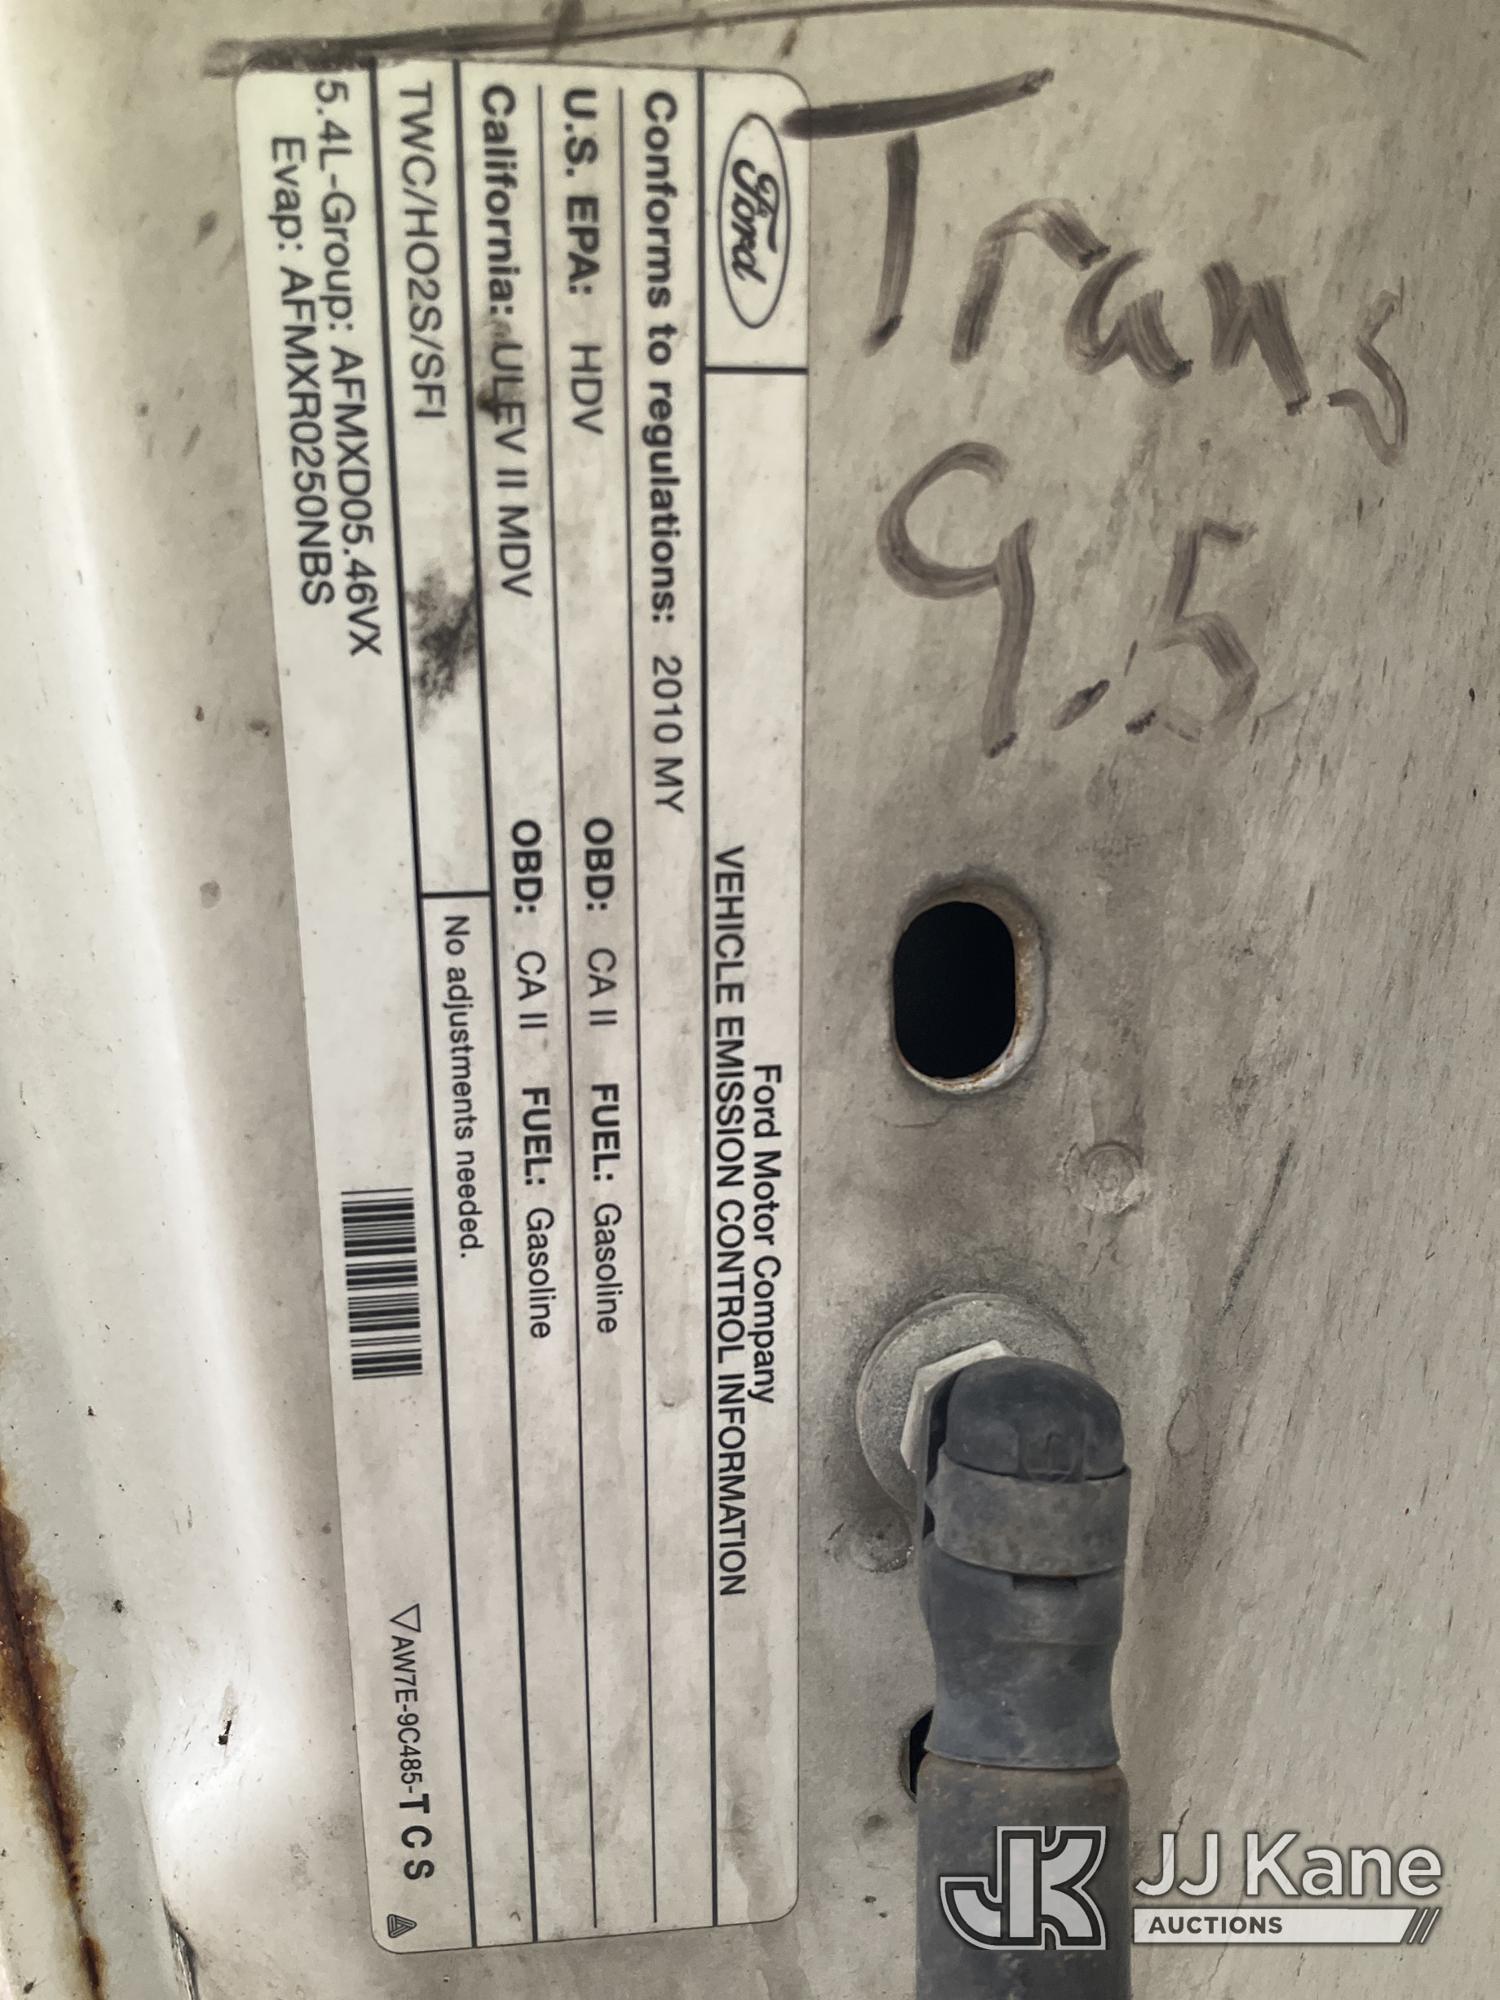 Trans
9.5
Ford
Ford Motor Company
VEHICLE EMISSION CONTROL INFORMATION
Conforms to regulations: 2010 MY
U.S. EPA: HDV OBD: CA II FUEL: Gasoline
California: ULEV II MDV OBD: CA II FUEL: Gasoline
TWC/HO2S/SFI
No adjustments needed.
5.4L-Group: AFMXD05.46VX
Evap: AFMXR0250NBS
▽AW7E-9C485-T C S
JK JJ Kane
AUCTIONS